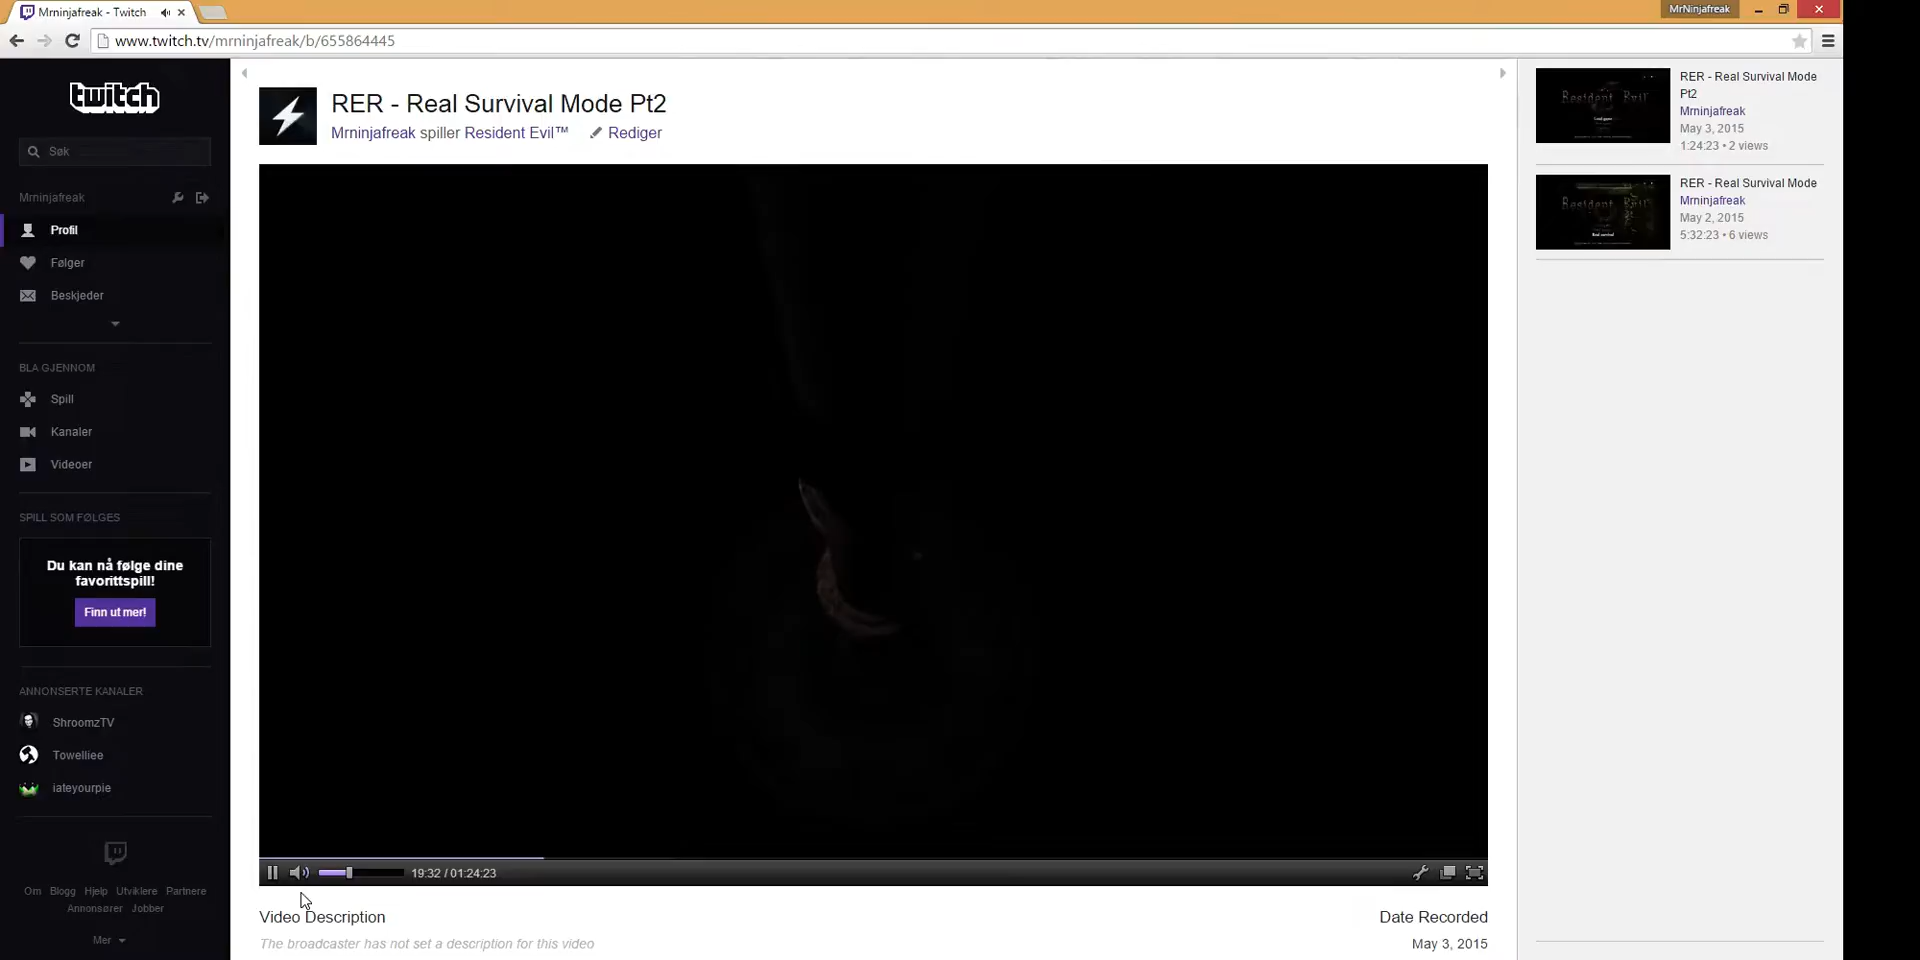 Mrninjafreak - Twitch
MrNinjafreak
www.twitch.tv/mrninjafreak/b/655864445
twitch
Søk
Mrninjafreak
Profil
Følger
Beskjeder
BLA GJENNOM
Spill
Kanaler
Videoer
SPILL SOM FØLGES
Du kan nå følge dine
favorittspill!
Finn ut mer!
ANNONSERTE KANALER
ShroomzTV
Towelliee
iateyourpie
Om Blogg Hjelp Utviklere Partnere
Annonsører Jobber
Mer
RER - Real Survival Mode Pt2
Mrninjafreak spiller Resident Evil™ Rediger
19:32 / 01:24:23
Video Description
The broadcaster has not set a description for this video
Date Recorded
May 3, 2015
Resident Evil
RER - Real Survival Mode
Pt2
Mrninjafreak
May 3, 2015
1:24:23 • 2 views
Resident Evil
RER - Real Survival Mode
Mrninjafreak
May 2, 2015
5:32:23 • 6 views